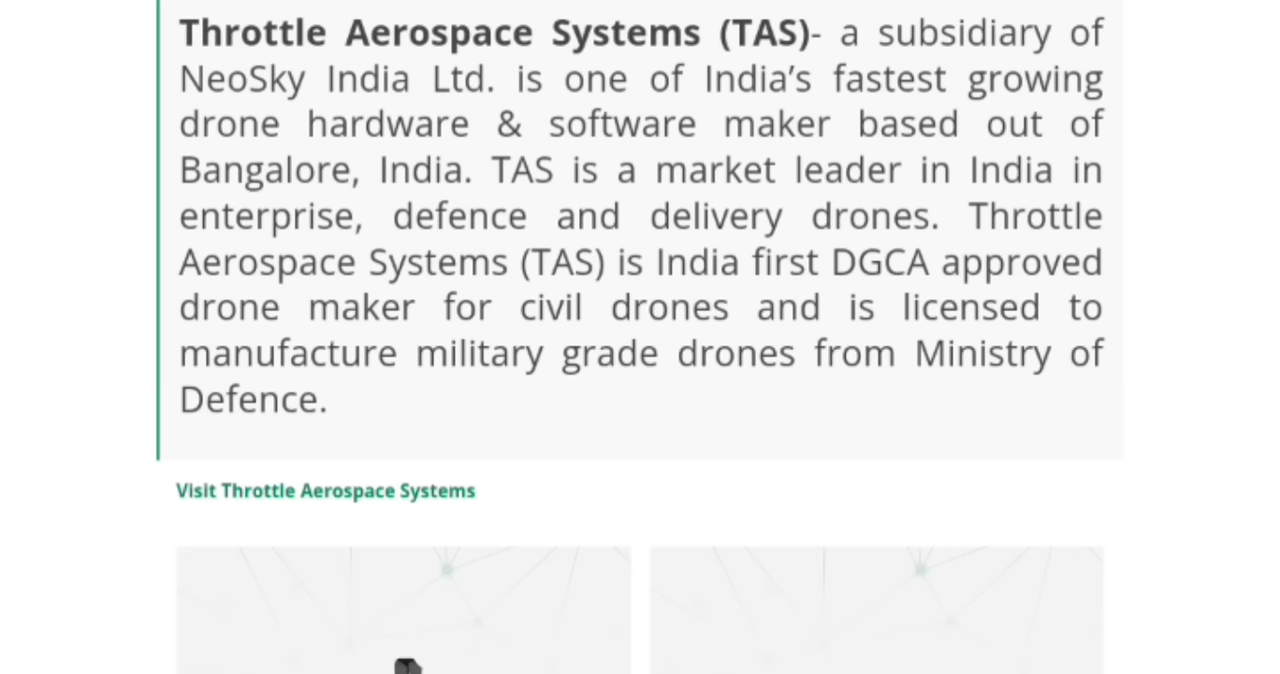 Throttle Aerospace Systems (TAS)- a subsidiary of
NeoSky India Ltd. is one of India’s fastest growing
drone hardware & software maker based out of
Bangalore, India. TAS is a market leader in India in
enterprise, defence and delivery drones. Throttle
Aerospace Systems (TAS) is India first DGCA approved
drone maker for civil drones and is licensed to
manufacture military grade drones from Ministry of
Defence.
Visit Throttle Aerospace Systems